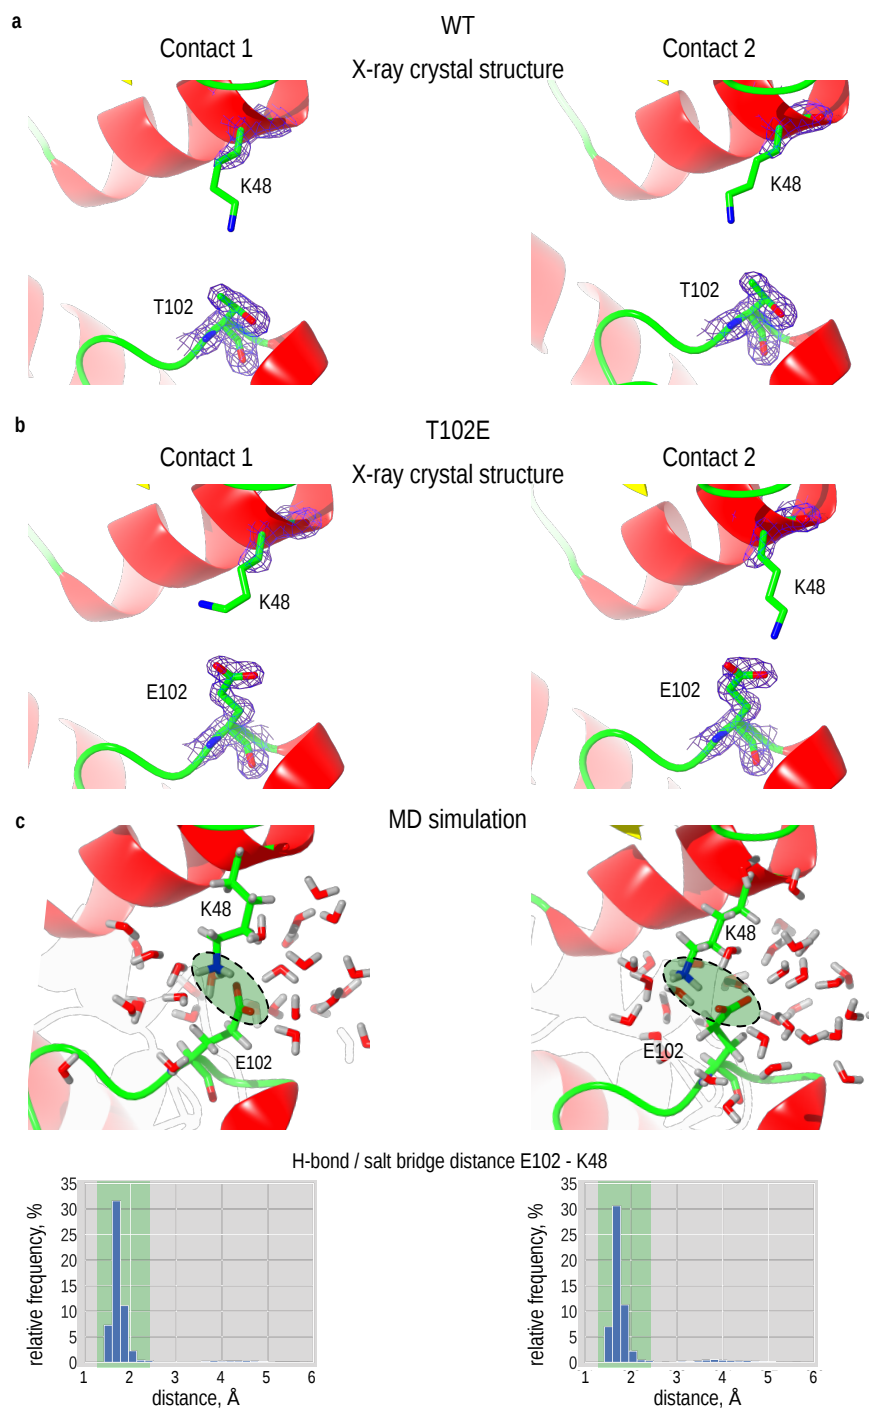 a
WT
Contact 1
Contact 2
X-ray crystal structure
K48
K48
T102
T102
b
T102E
Contact 1
Contact 2
X-ray crystal structure
K48
K48
E102
E102
c
MD simulation
K48
K48
E102
E102
H-bond / salt bridge distance E102 - K48
35
30
25
20
15
10
5
0
relative frequency, %
1 2 3 4 5 6
distance, Å
35
30
25
20
15
10
5
0
relative frequency, %
1 2 3 4 5 6
distance, Å